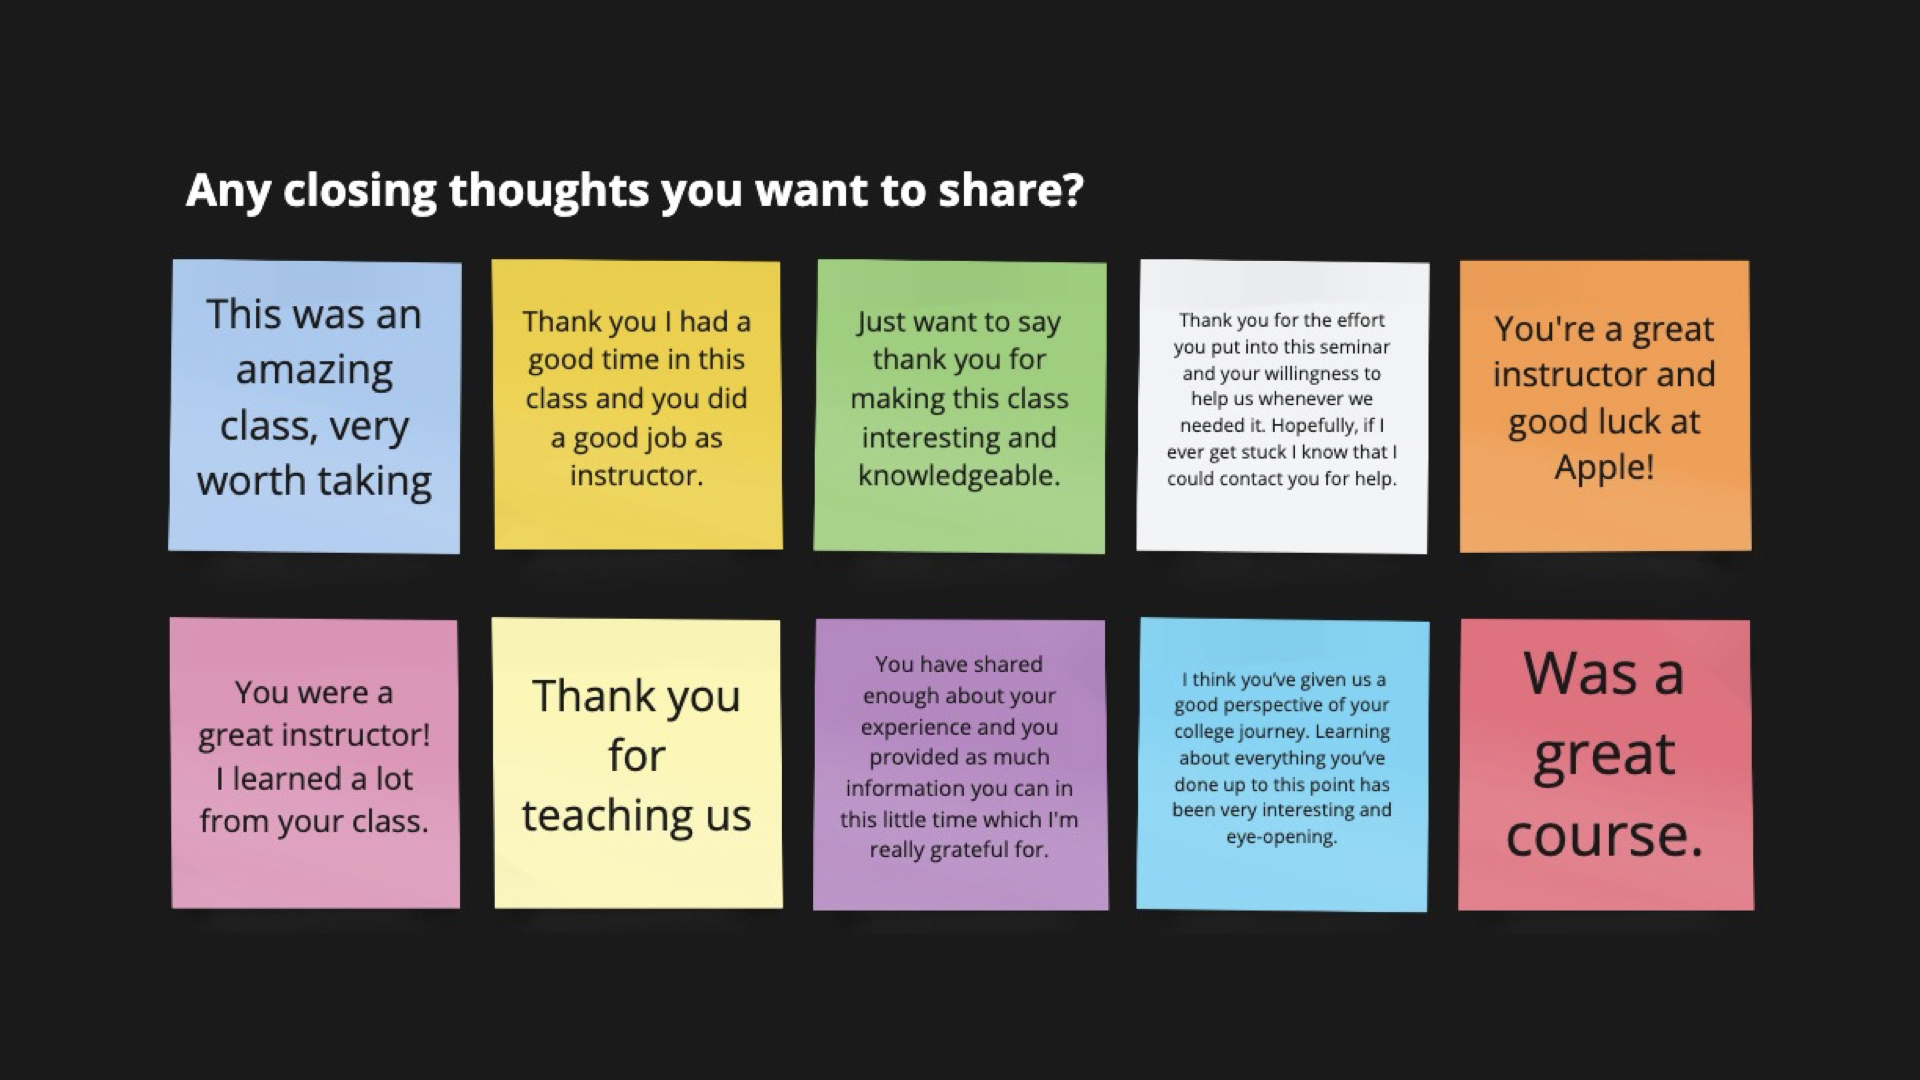 Any closing thoughts you want to share?
This was an
amazing
class, very
worth taking
Thank you I had a
good time in this
class and you did
a good job as
instructor.
Just want to say
thank you for
making this class
interesting and
knowledgeable.
Thank you for the effort
you put into this seminar
and your willingness to
help us whenever we
needed it. Hopefully, if I
ever get stuck I know that I
could contact you for help.
You're a great
instructor and
good luck at
Apple!
You were a
great instructor!
I learned a lot
from your class.
Thank you
for
teaching us
You have shared
enough about your
experience and you
provided as much
information you can in
this little time which I'm
really grateful for.
I think you’ve given us a
good perspective of your
college journey. Learning
about everything you’ve
done up to this point has
been very interesting and
eye-opening.
Was a
great
course.